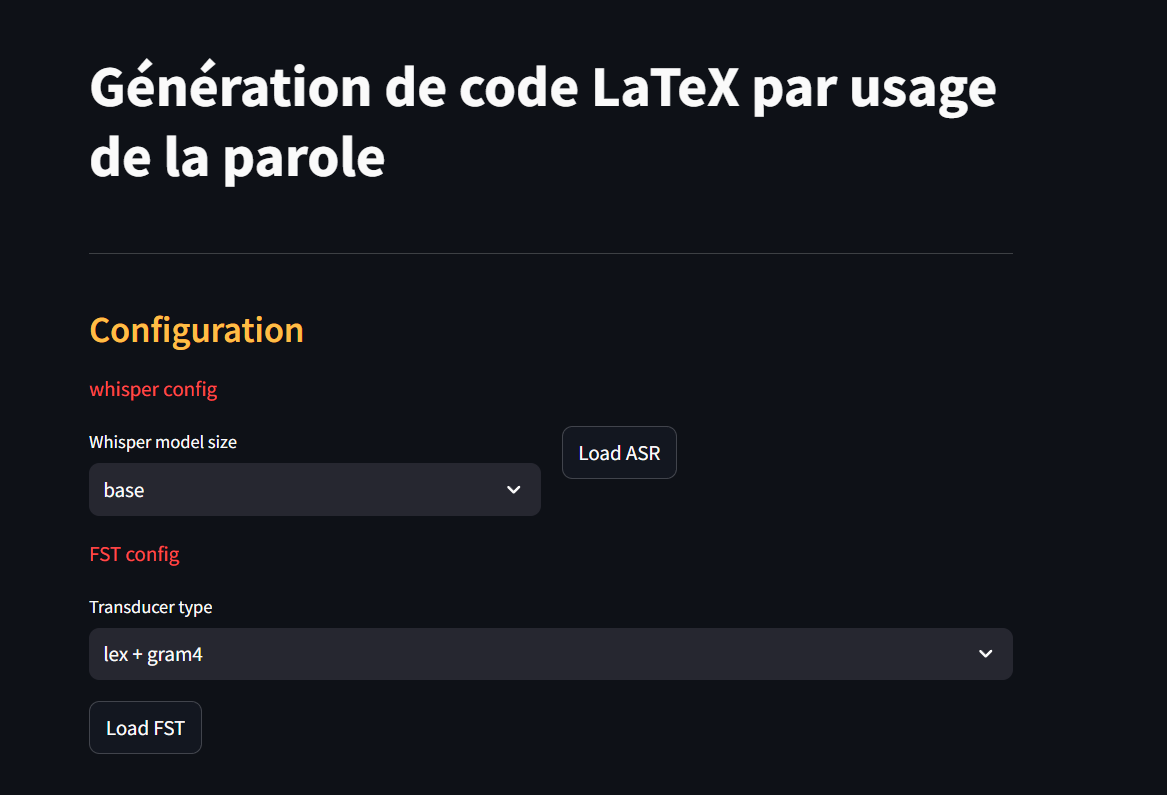 Génération de code LaTeX par usage
de la parole
Configuration
whisper config
Whisper model size
Load ASR
base
FST config
Transducer type
lex + gram4
Load FST